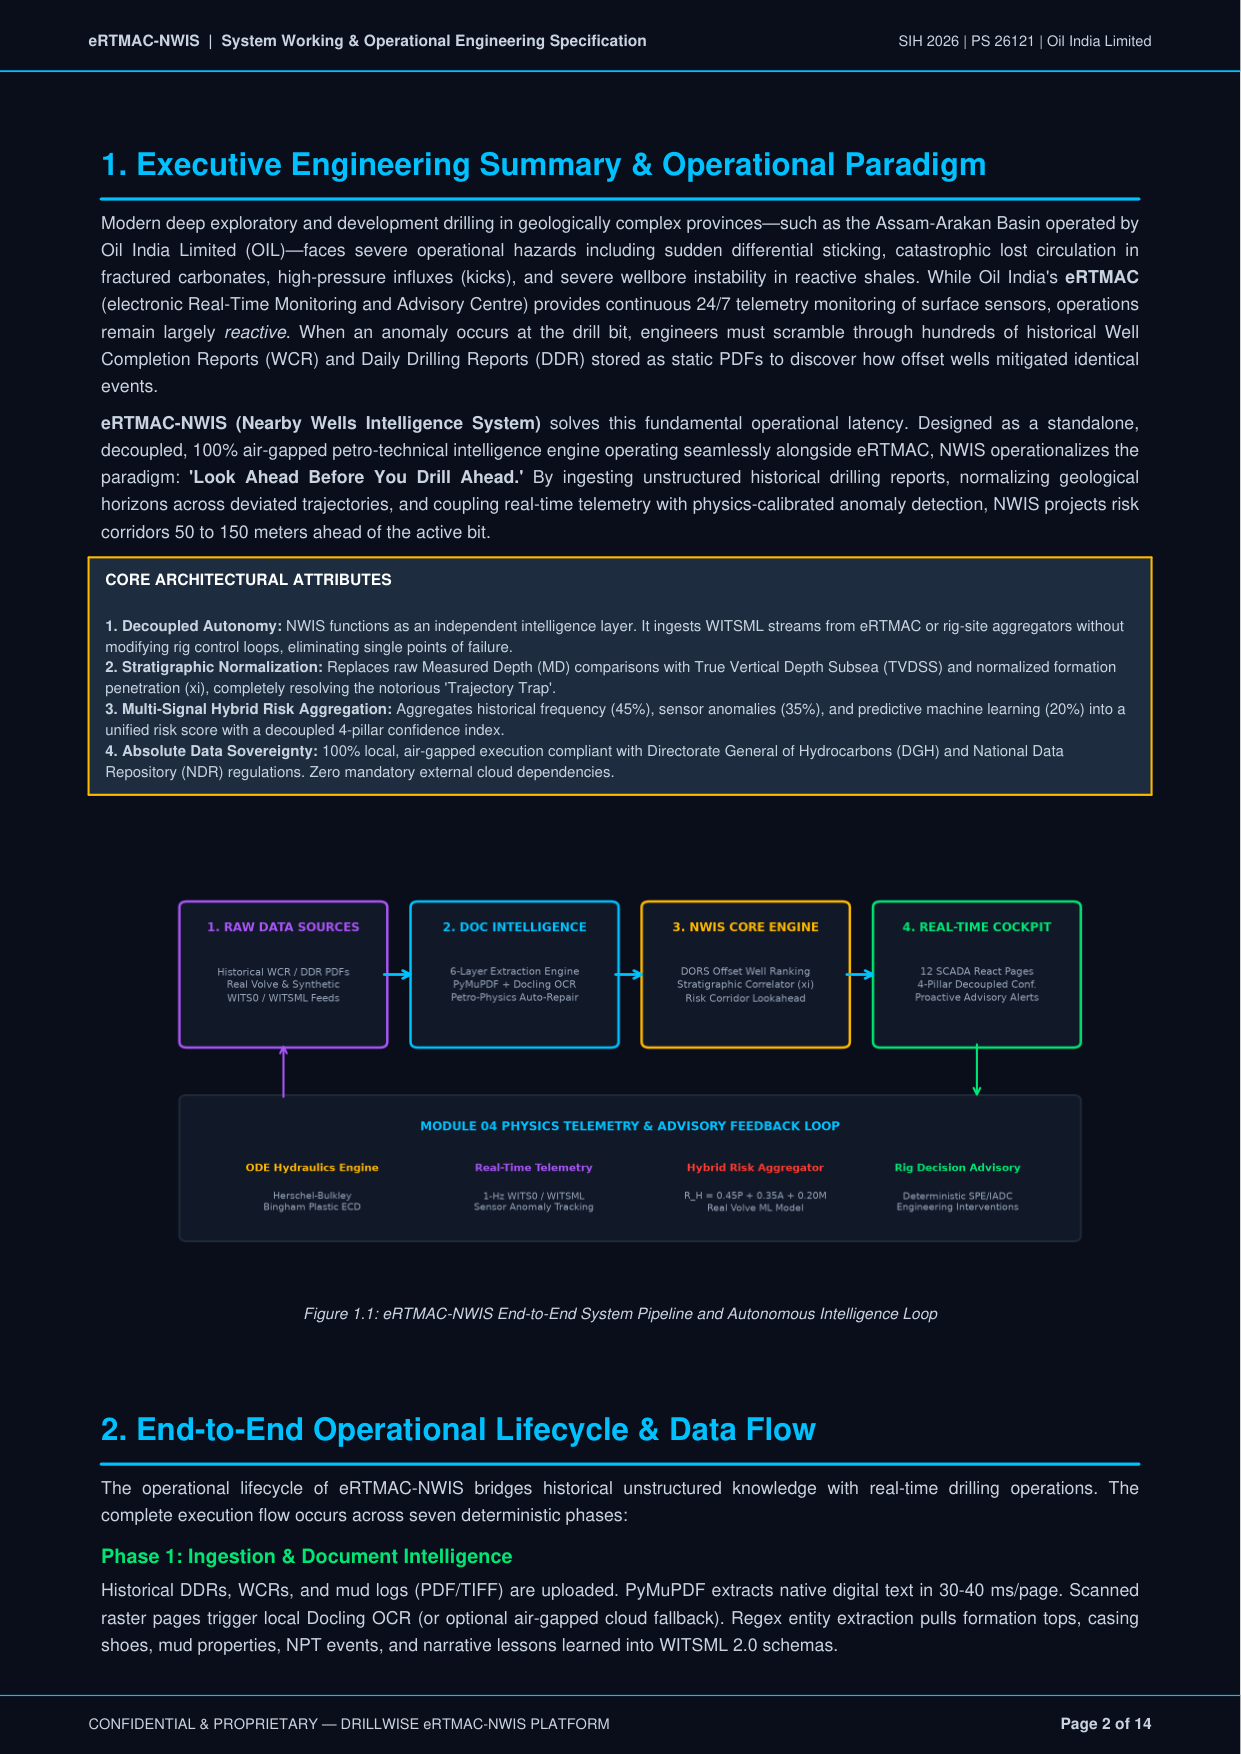 eRTMAC-NWIS | System Working & Operational Engineering Specification
SIH 2026 | PS 26121 | Oil India Limited
1. Executive Engineering Summary & Operational Paradigm
Modern deep exploratory and development drilling in geologically complex provinces—such as the Assam-Arakan Basin operated by
Oil India Limited (OIL)—faces severe operational hazards including sudden differential sticking, catastrophic lost circulation in
fractured carbonates, high-pressure influxes (kicks), and severe wellbore instability in reactive shales. While Oil India's eRTMAC
(electronic Real-Time Monitoring and Advisory Centre) provides continuous 24/7 telemetry monitoring of surface sensors, operations
remain largely reactive. When an anomaly occurs at the drill bit, engineers must scramble through hundreds of historical Well
Completion Reports (WCR) and Daily Drilling Reports (DDR) stored as static PDFs to discover how offset wells mitigated identical
events.
eRTMAC-NWIS (Nearby Wells Intelligence System) solves this fundamental operational latency. Designed as a standalone,
decoupled, 100% air-gapped petro-technical intelligence engine operating seamlessly alongside eRTMAC, NWIS operationalizes the
paradigm: 'Look Ahead Before You Drill Ahead.' By ingesting unstructured historical drilling reports, normalizing geological
horizons across deviated trajectories, and coupling real-time telemetry with physics-calibrated anomaly detection, NWIS projects risk
corridors 50 to 150 meters ahead of the active bit.
CORE ARCHITECTURAL ATTRIBUTES
1. Decoupled Autonomy: NWIS functions as an independent intelligence layer. It ingests WITSML streams from eRTMAC or rig-site aggregators without
modifying rig control loops, eliminating single points of failure.
2. Stratigraphic Normalization: Replaces raw Measured Depth (MD) comparisons with True Vertical Depth Subsea (TVDSS) and normalized formation
penetration (xi), completely resolving the notorious 'Trajectory Trap'.
3. Multi-Signal Hybrid Risk Aggregation: Aggregates historical frequency (45%), sensor anomalies (35%), and predictive machine learning (20%) into a
unified risk score with a decoupled 4-pillar confidence index.
4. Absolute Data Sovereignty: 100% local, air-gapped execution compliant with Directorate General of Hydrocarbons (DGH) and National Data
Repository (NDR) regulations. Zero mandatory external cloud dependencies.
1. RAW DATA SOURCES
Historical WCR / DDR PDFs
Real Volve & Synthetic
WITS0 / WITSML Feeds
2. DOC INTELLIGENCE
6-Layer Extraction Engine
PyMuPDF + Docling OCR
Petro-Physics Auto-Repair
3. NWIS CORE ENGINE
DORS Offset Well Ranking
Stratigraphic Correlator (xi)
Risk Corridor Lookahead
4. REAL-TIME COCKPIT
12 SCADA React Pages
4-Pillar Decoupled Conf.
Proactive Advisory Alerts
MODULE 04 PHYSICS TELEMETRY & ADVISORY FEEDBACK LOOP
ODE Hydraulics Engine
Herschel-Bulkley
Bingham Plastic ECD
Real-Time Telemetry
1-Hz WITS0 / WITSML
Sensor Anomaly Tracking
Hybrid Risk Aggregator
R_H = 0.45P + 0.35A + 0.20M
Real Volve ML Model
Rig Decision Advisory
Deterministic SPE/IADC
Engineering Interventions
Figure 1.1: eRTMAC-NWIS End-to-End System Pipeline and Autonomous Intelligence Loop
2. End-to-End Operational Lifecycle & Data Flow
The operational lifecycle of eRTMAC-NWIS bridges historical unstructured knowledge with real-time drilling operations. The
complete execution flow occurs across seven deterministic phases:
Phase 1: Ingestion & Document Intelligence
Historical DDRs, WCRs, and mud logs (PDF/TIFF) are uploaded. PyMuPDF extracts native digital text in 30-40 ms/page. Scanned
raster pages trigger local Docling OCR (or optional air-gapped cloud fallback). Regex entity extraction pulls formation tops, casing
shoes, mud properties, NPT events, and narrative lessons learned into WITSML 2.0 schemas.
CONFIDENTIAL & PROPRIETARY — DRILLWISE eRTMAC-NWIS PLATFORM
Page 2 of 14